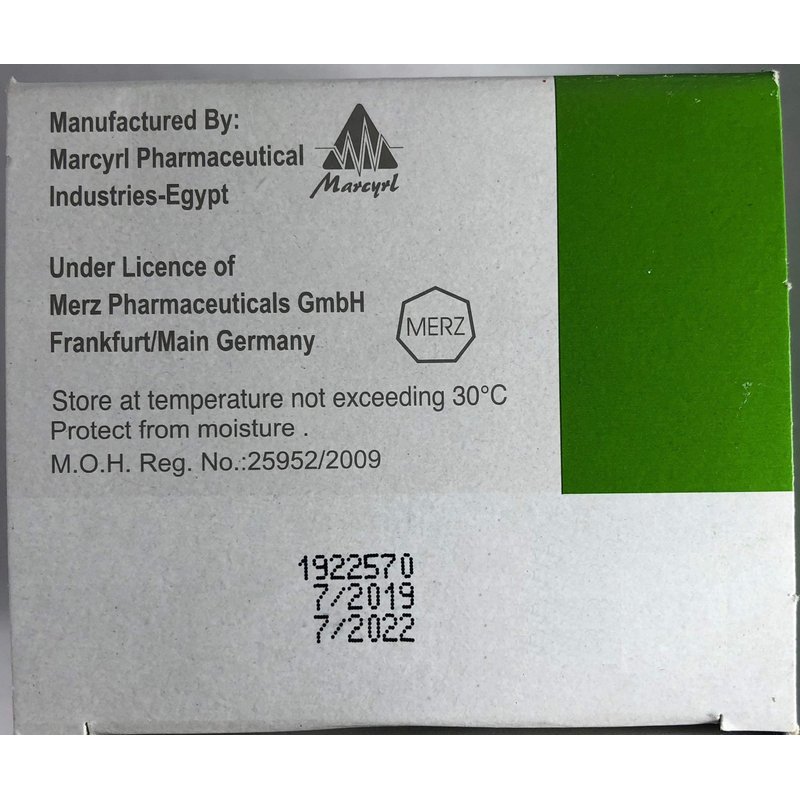 Manufactured By:
Marcyrl Pharmaceutical
Industries-Egypt
Marcyrl
Under Licence of
Merz Pharmaceuticals GmbH
Frankfurt/Main Germany
MERZ
Store at temperature not exceeding 30°C
Protect from moisture .
M.O.H. Reg. No.:25952/2009
1922570
7/2019
7/2022